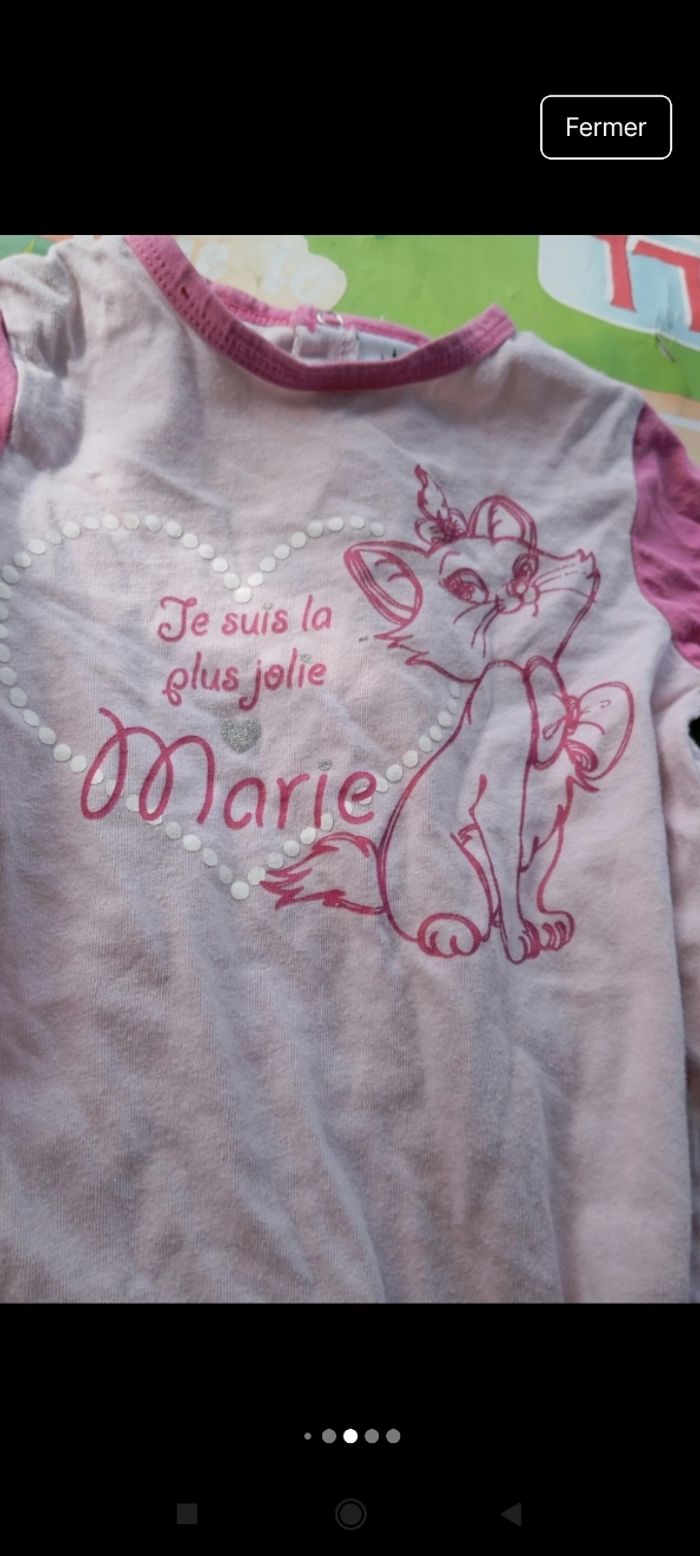 Fermer
Je suis la
plus jolie
Marie